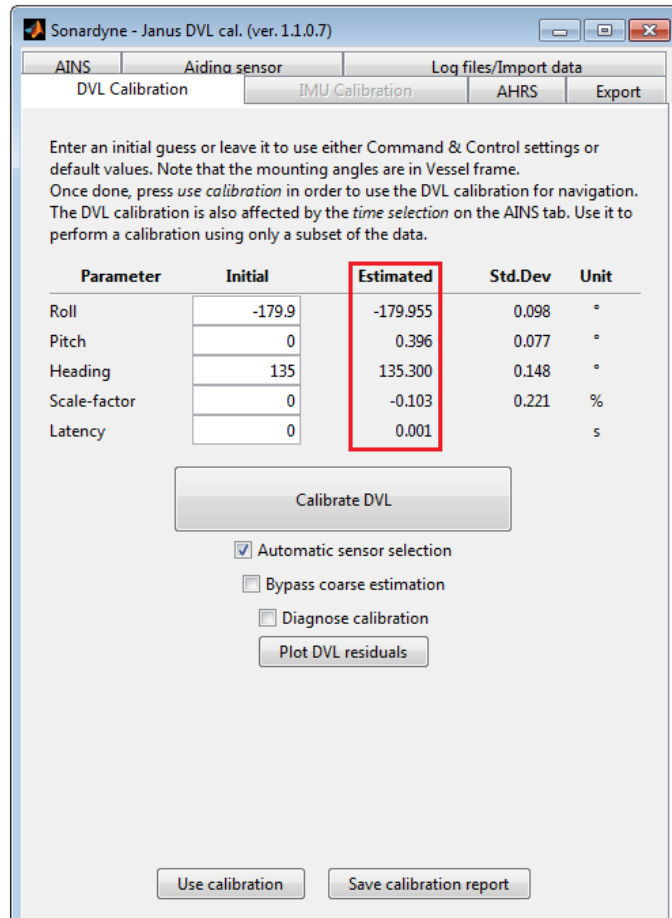 Sonardyne - Janus DVL cal. (ver. 1.1.0.7)
AINS Aiding sensor Log files/Import data
DVL Calibration IMU Calibration AHRS Export
Enter an initial guess or leave it to use either Command & Control settings or
default values. Note that the mounting angles are in Vessel frame.
Once done, press use calibration in order to use the DVL calibration for navigation.
The DVL calibration is also affected by the time selection on the AINS tab. Use it to
perform a calibration using only a subset of the data.
Parameter Initial Estimated Std.Dev Unit
Roll -179.9 -179.955 0.098 °
Pitch 0 0.396 0.077 °
Heading 135 135.300 0.148 °
Scale-factor 0 -0.103 0.221 %
Latency 0 0.001 s
Calibrate DVL
Automatic sensor selection
Bypass coarse estimation
Diagnose calibration
Plot DVL residuals
Use calibration Save calibration report